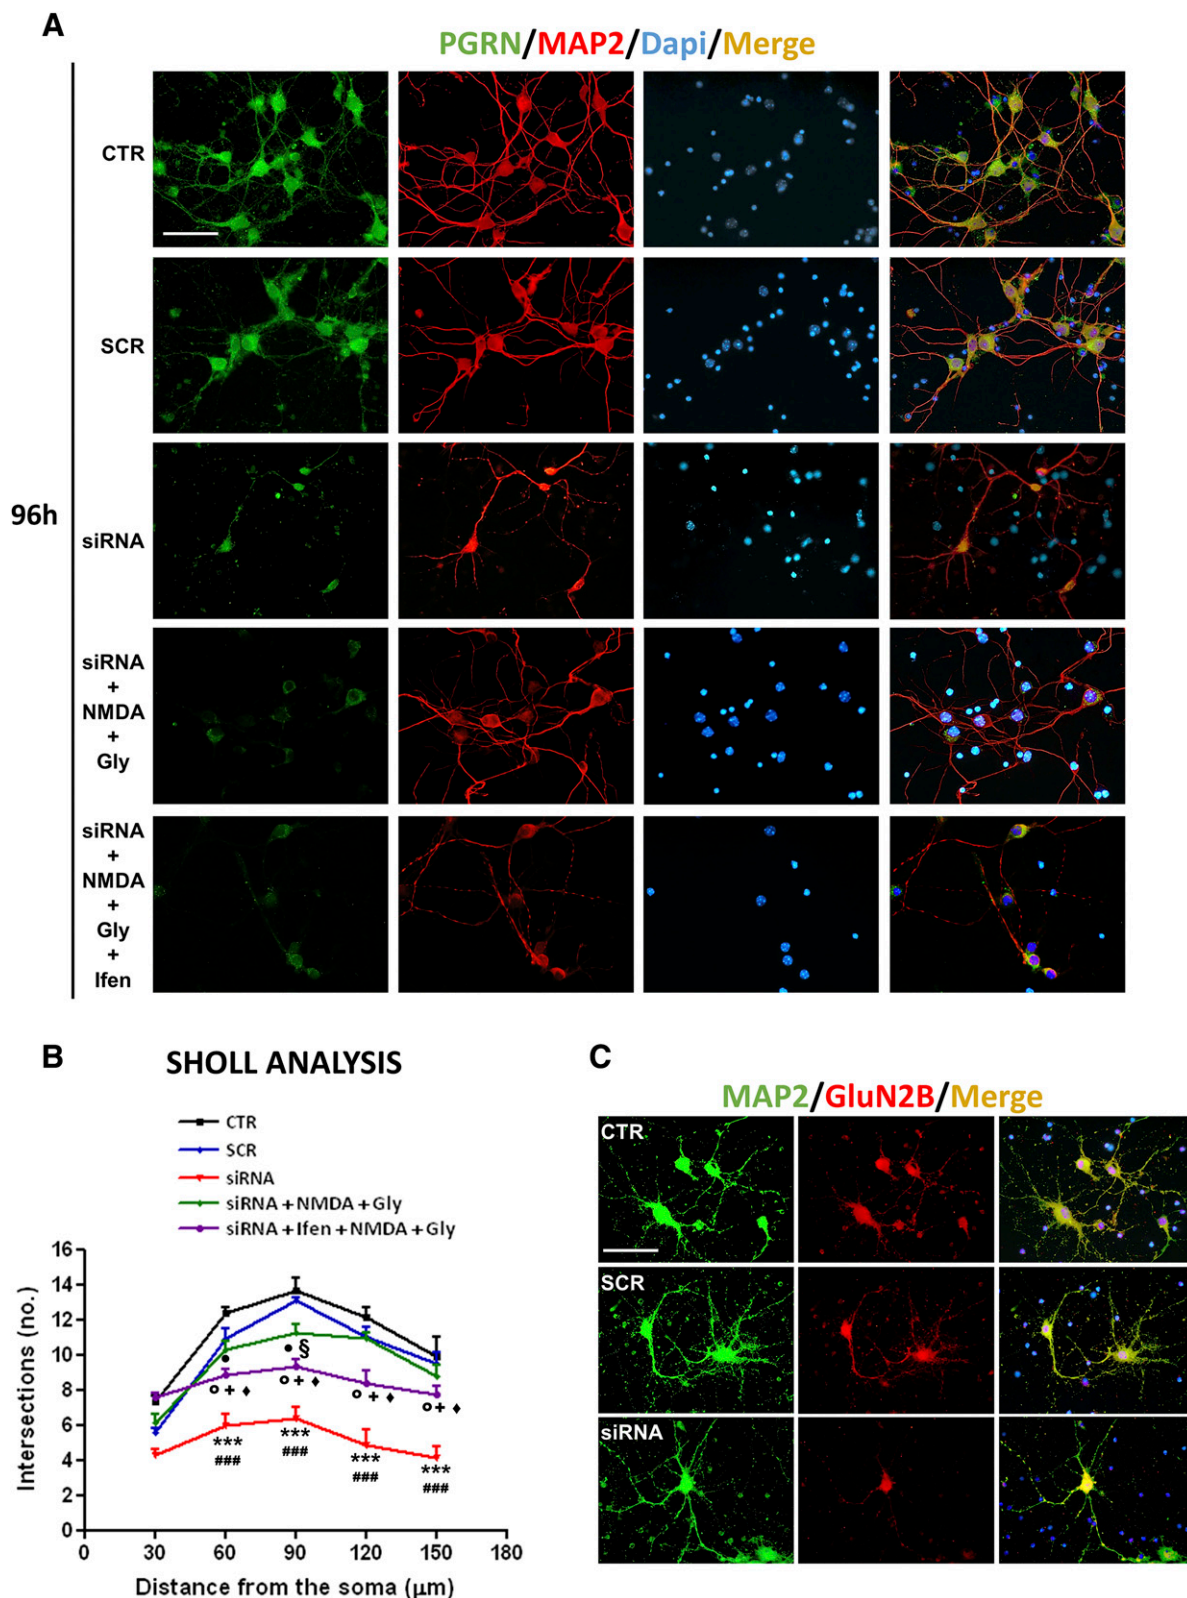 A
PGRN/MAP2/Dapi/Merge
CTR
SCR
96h
siRNA
siRNA
+
NMDA
+
Gly
siRNA
+
NMDA
+
Gly
+
Ifen
B
SHOLL ANALYSIS
CTR
SCR
siRNA
siRNA + NMDA + Gly
siRNA + Ifen + NMDA + Gly
16
14
12
10
8
6
4
2
0
Intersections (no.)
• § 
•
o + ♦ o + ♦ o + ♦ o + ♦
*** *** *** ***
### ### ### ###
0 30 60 90 120 150 180
Distance from the soma (μm)
C
MAP2/GluN2B/Merge
CTR
SCR
siRNA